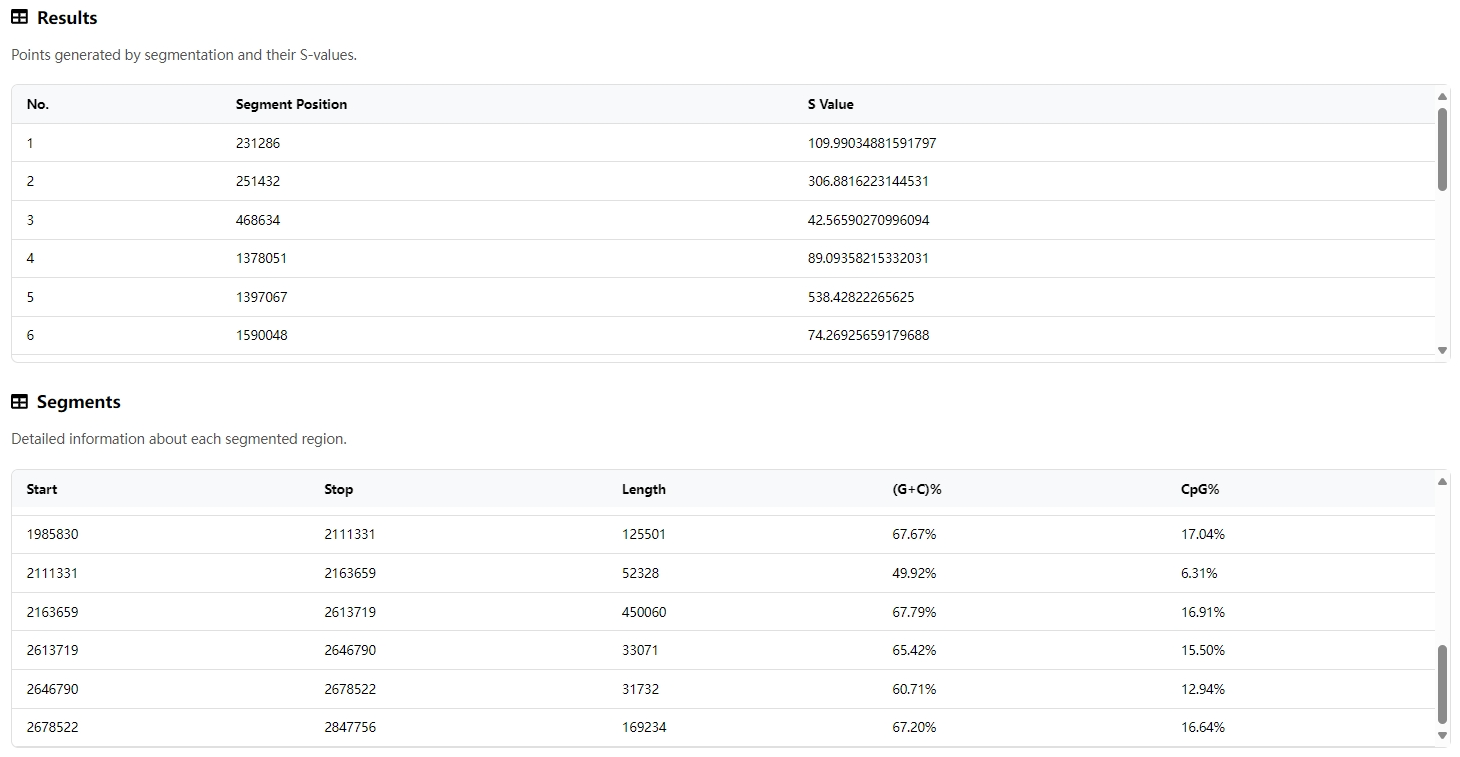 Results
Points generated by segmentation and their S-values.
No. Segment Position S Value
1 231286 109.99034881591797
2 251432 306.8816223144531
3 468634 42.56590270996094
4 1378051 89.09358215332031
5 1397067 538.42822265625
6 1590048 74.26925659179688
Segments
Detailed information about each segmented region.
Start Stop Length (G+C)% CpG%
1985830 2111331 125501 67.67% 17.04%
2111331 2163659 52328 49.92% 6.31%
2163659 2613719 450060 67.79% 16.91%
2613719 2646790 33071 65.42% 15.50%
2646790 2678522 31732 60.71% 12.94%
2678522 2847756 169234 67.20% 16.64%